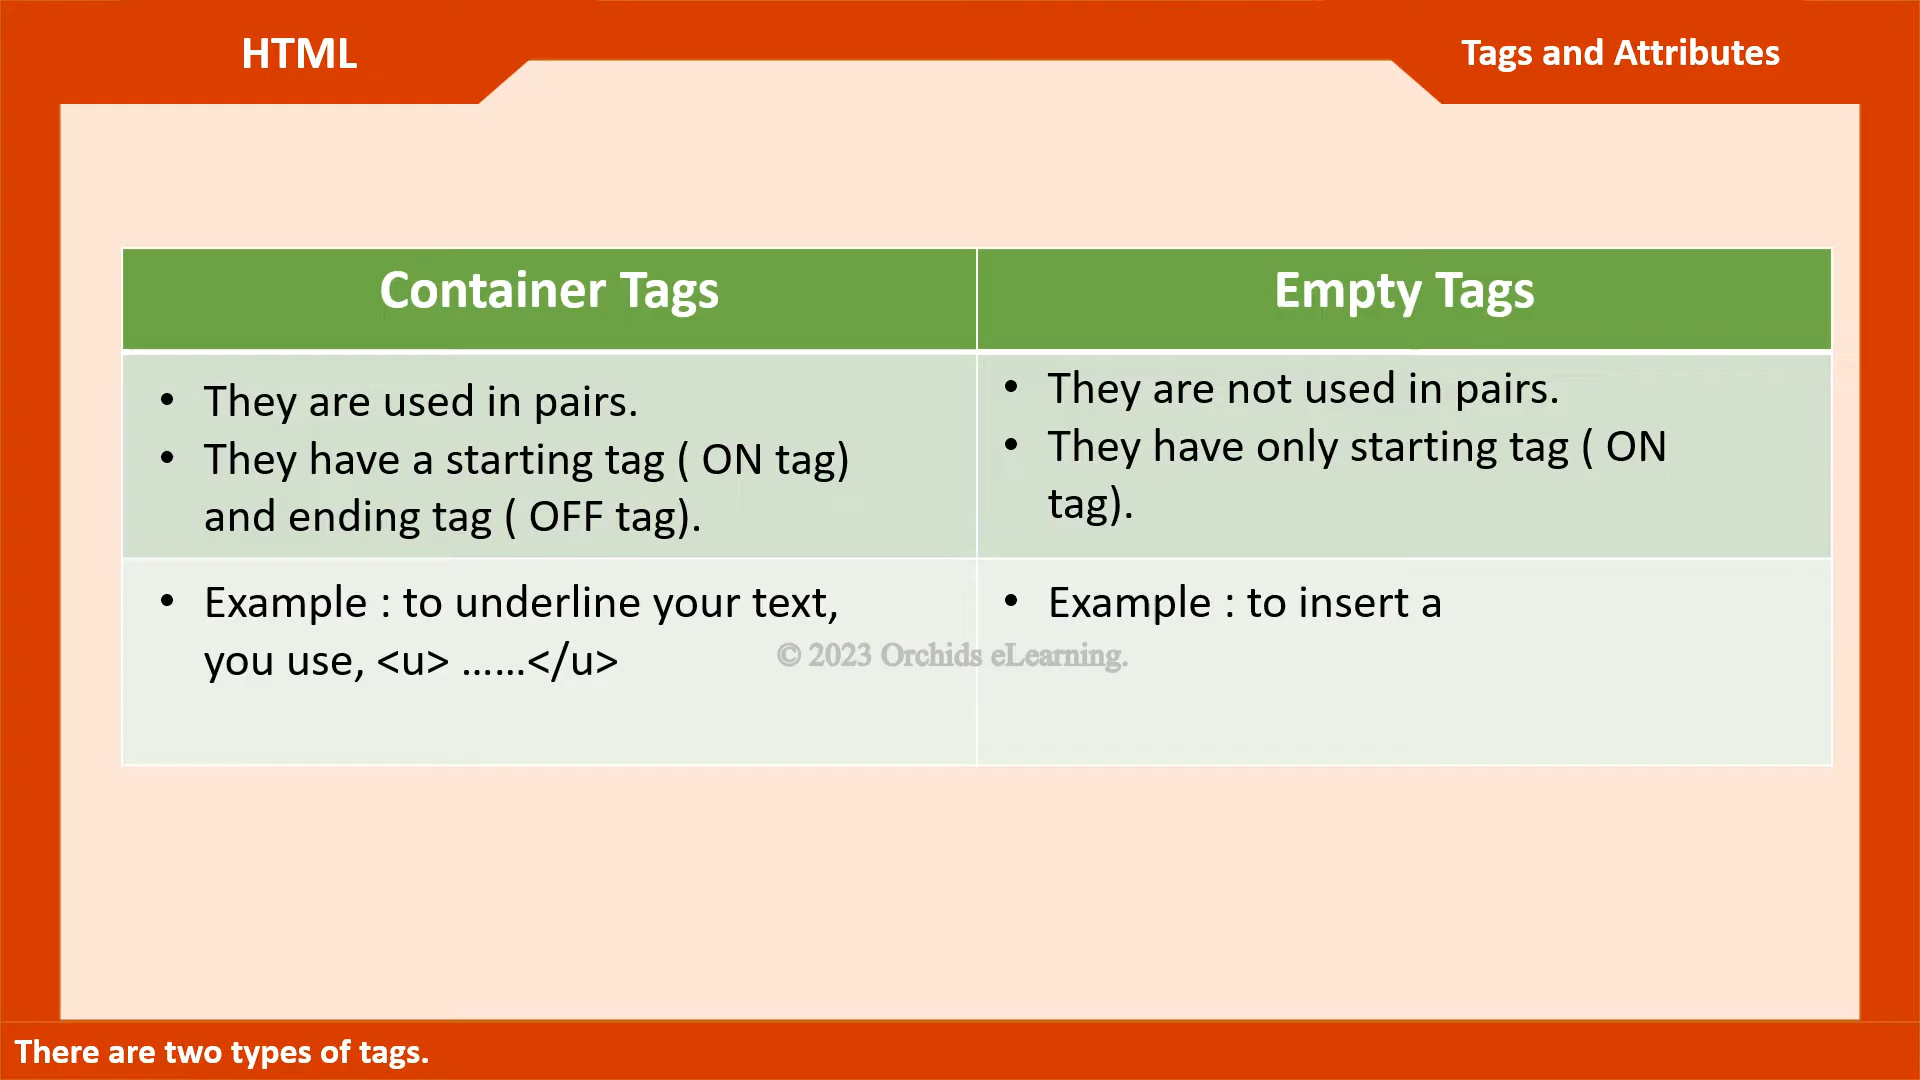 HTML
Tags and Attributes
Container Tags
Empty Tags
• They are used in pairs.
• They have a starting tag ( ON tag)
and ending tag ( OFF tag).
• They are not used in pairs.
• They have only starting tag ( ON
tag).
• Example : to underline your text,
you use, <u> ......</u>
• Example : to insert a
© 2023 Orchids eLearning.
There are two types of tags.